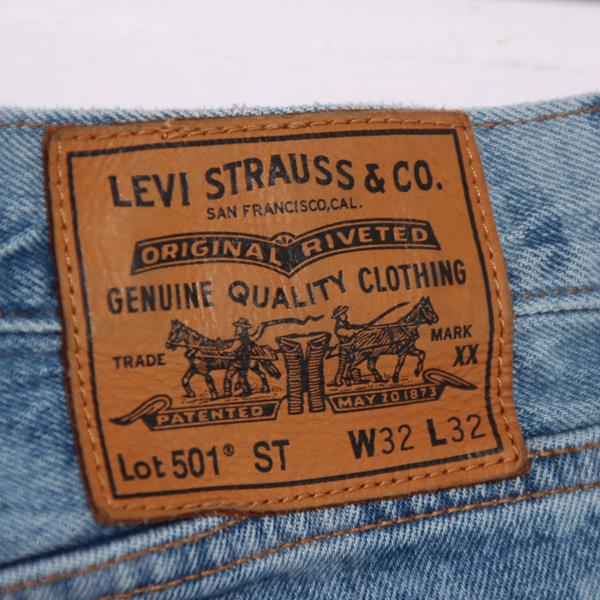 LEVI STRAUSS & CO.
SAN FRANCISCO, CAL.
ORIGINAL RIVETED
GENUINE QUALITY CLOTHING
TRADE MARK
XX
PATENTED MAY 20 1873
Lot 501® ST W32 L32